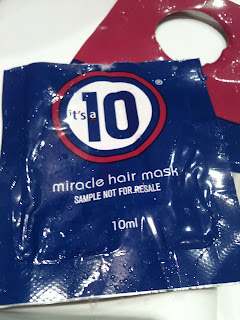 it's a 10®
miracle hair mask
SAMPLE NOT FOR RESALE
10ml